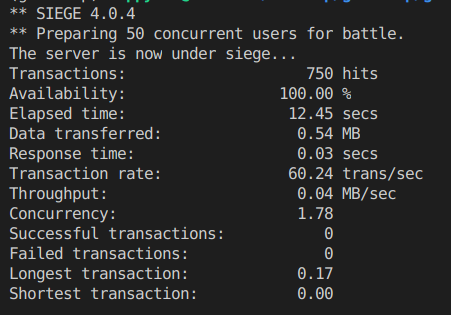 ** SIEGE 4.0.4
** Preparing 50 concurrent users for battle.
The server is now under siege...
Transactions: 750 hits
Availability: 100.00 %
Elapsed time: 12.45 secs
Data transferred: 0.54 MB
Response time: 0.03 secs
Transaction rate: 60.24 trans/sec
Throughput: 0.04 MB/sec
Concurrency: 1.78
Successful transactions: 0
Failed transactions: 0
Longest transaction: 0.17
Shortest transaction: 0.00